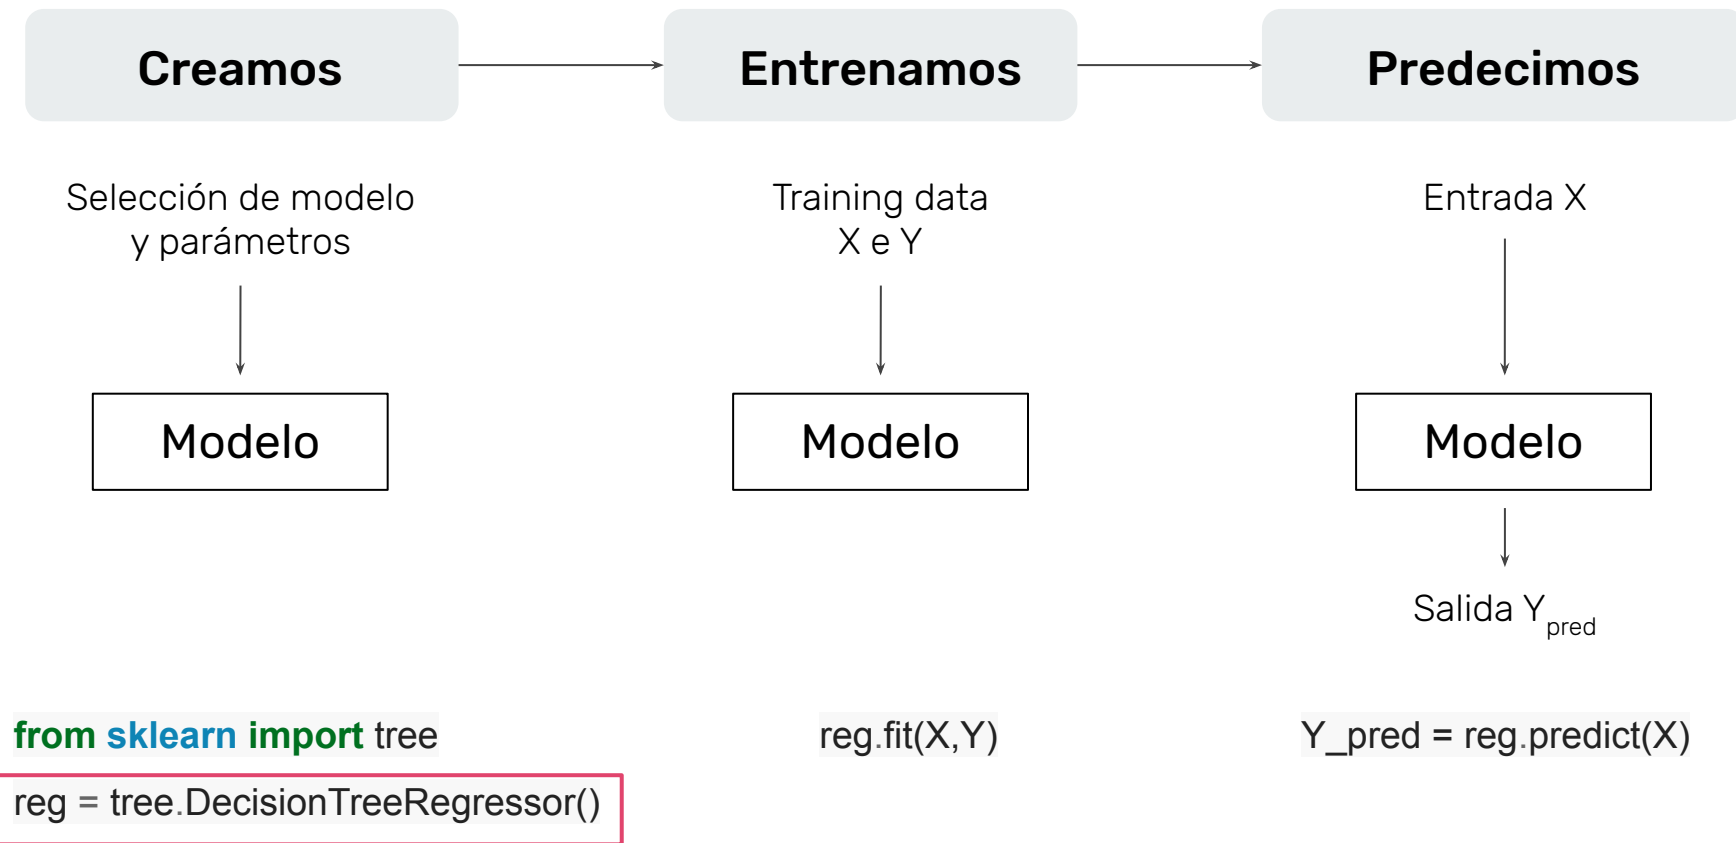 Creamos
Entrenamos
Predecimos
Selección de modelo
y parámetros
Training data
X e Y
Entrada X
Modelo
Modelo
Modelo
Salida Y pred
from sklearn import tree
reg = tree.DecisionTreeRegressor()
reg.fit(X,Y)
Y_pred = reg.predict(X)